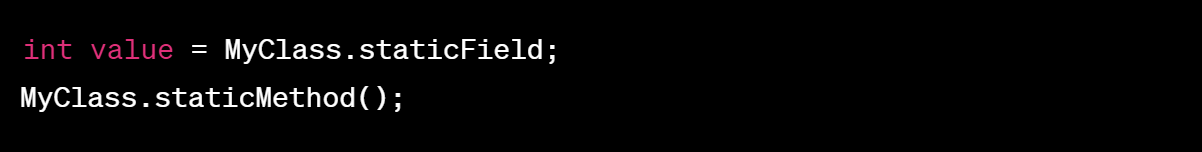 int value = MyClass.staticField;
MyClass.staticMethod();